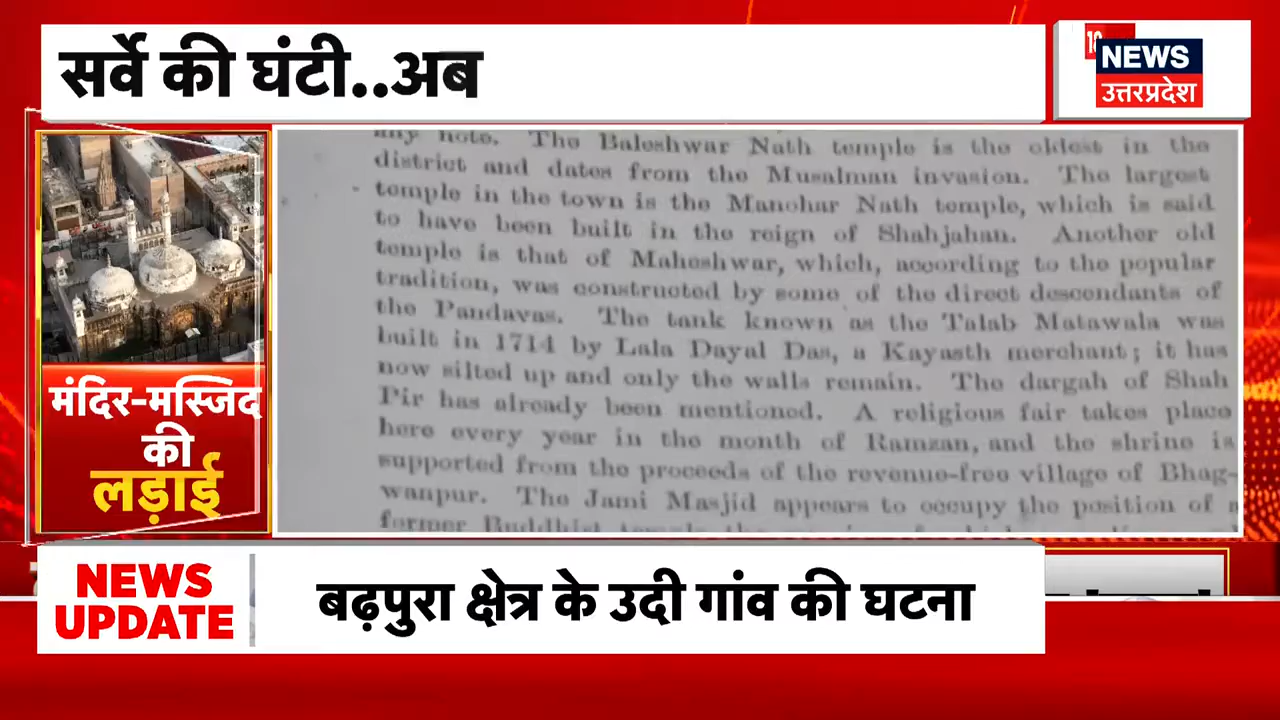 सर्वे की घंटी..अब
18
NEWS
उत्तरप्रदेश
any note. The Baleshwar Nath temple is the oldest in the
district and dates from the Musalman invasion. The largest
temple in the town is the Manohar Nath temple, which is said
to have been built in the reign of Shahjahan. Another old
temple is that of Maheshwar, which, according to the popular
tradition, was constructed by some of the direct descendants of
the Pandavas. The tank known as the Talab Matawala was
built in 1714 by Lala Dayal Das, a Kayasth merchant; it has
now silted up and only the walls remain. The dargah of Shah
Pir has already been mentioned. A religious fair takes place
here every year in the month of Ramzan, and the shrine is
supported from the proceeds of the revenue-free village of Bhag-
wanpur. The Jami Masjid appears to occupy the position of a
former Buddhist temple
मंदिर-मस्जिद
की
लड़ाई
NEWS
UPDATE
बढ़पुरा क्षेत्र के उदी गांव की घटना